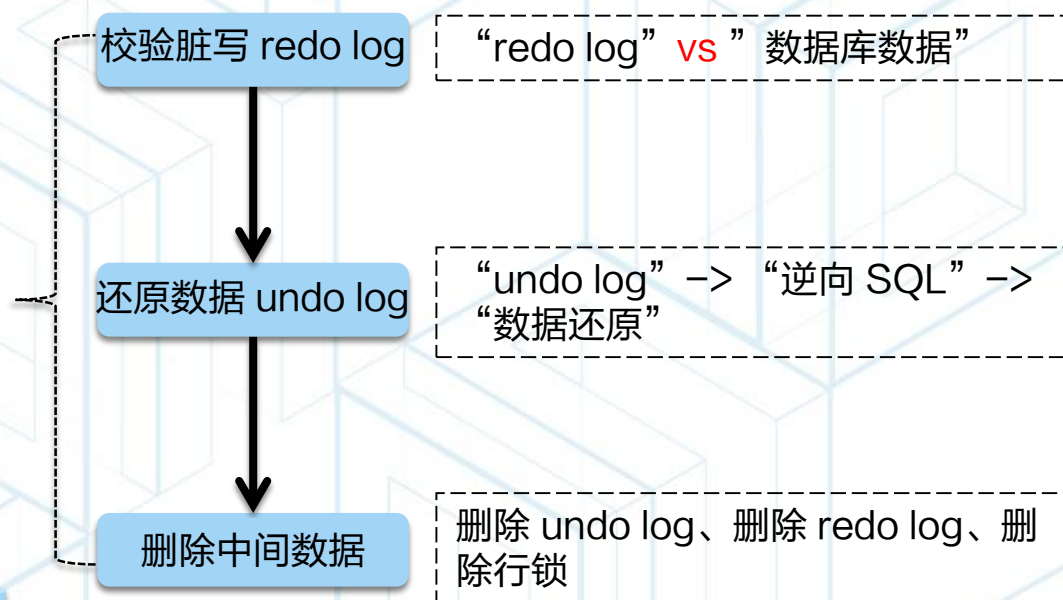 校验脏写 redo log
“redo log” vs ”数据库数据”
还原数据 undo log
“undo log” –> “逆向 SQL” –>
“数据还原”
删除中间数据
删除 undo log、删除 redo log、删
除行锁